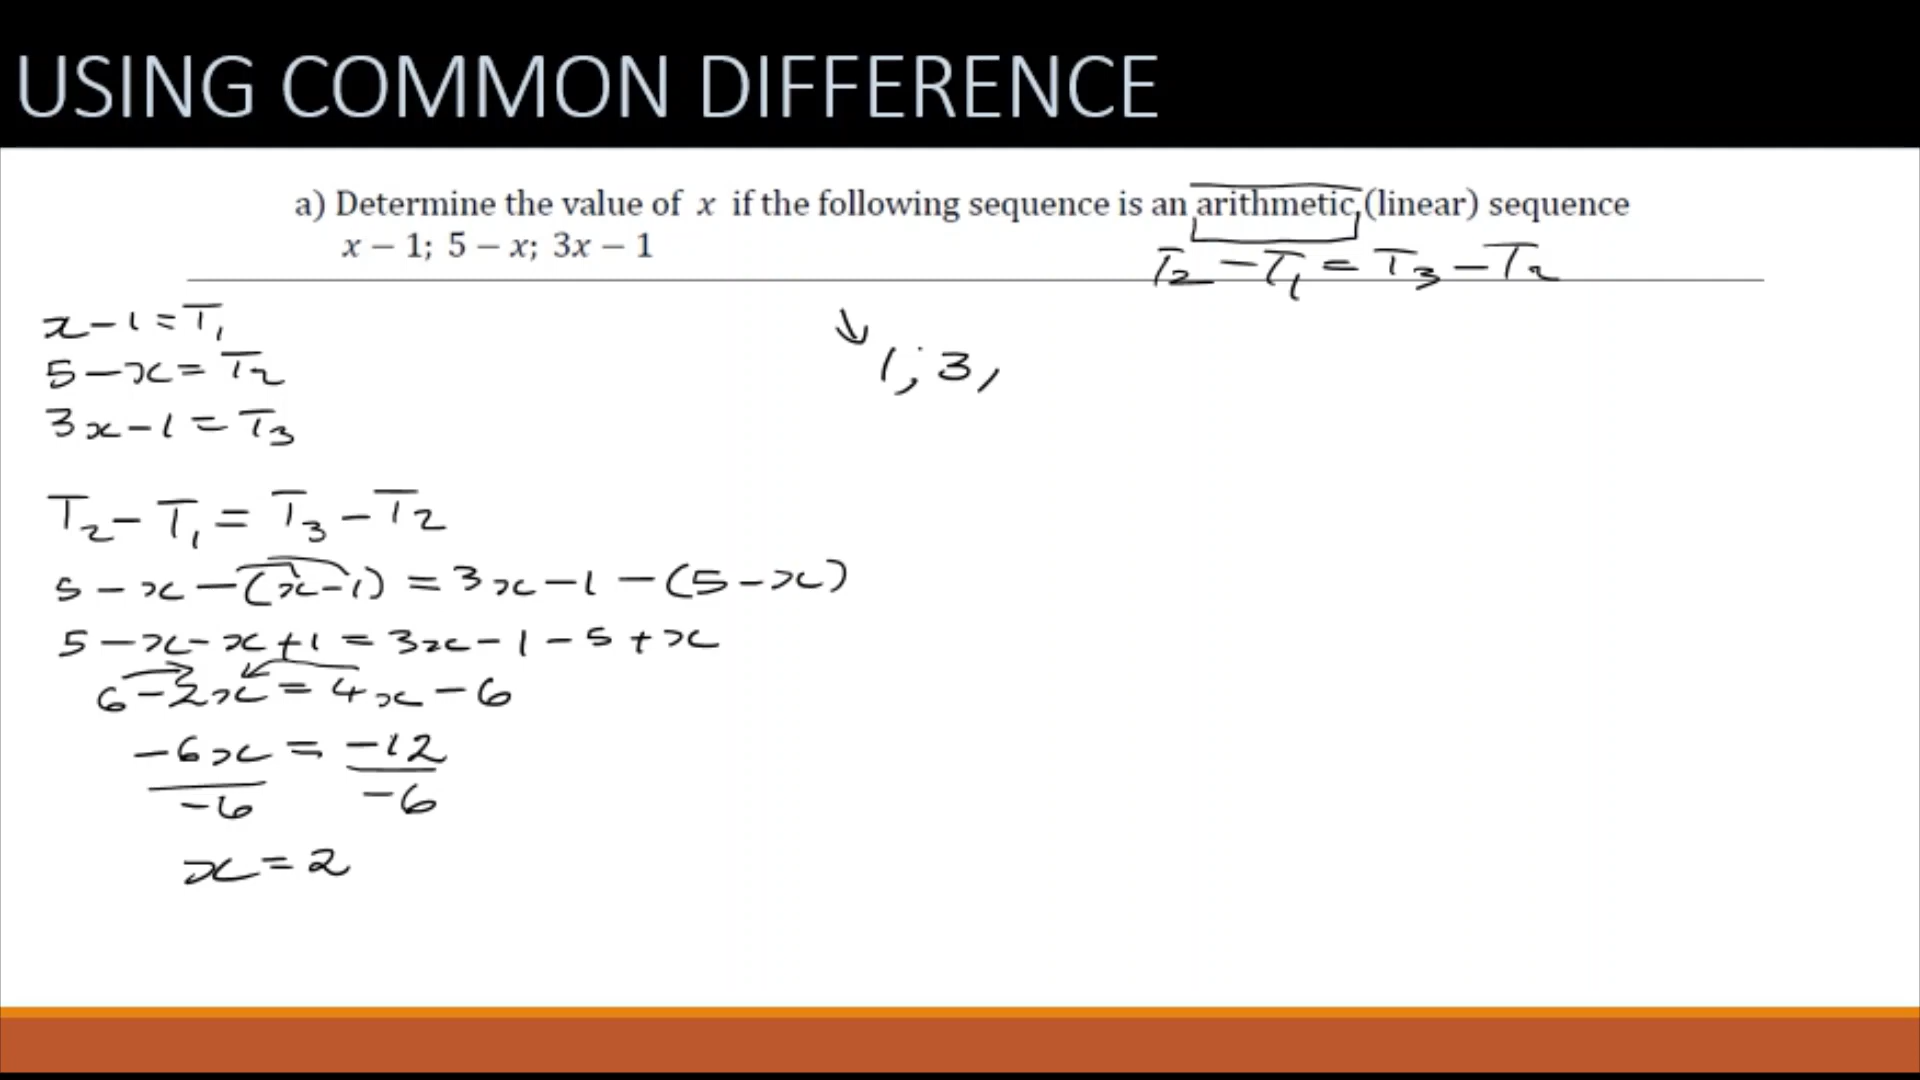 USING COMMON DIFFERENCE
a) Determine the value of x if the following sequence is an arithmetic (linear) sequence
x − 1; 5 − x; 3x − 1
T₂ − T₁ = T₃ − T₂
x − 1 = T₁
5 − x = T₂
3x − 1 = T₃
1; 3,
T₂ − T₁ = T₃ − T₂
5 − x − (x − 1) = 3x − 1 − (5 − x)
5 − x − x + 1 = 3x − 1 − 5 + x
6 − 2x = 4x − 6
−6x = −12
−6 −6
x = 2